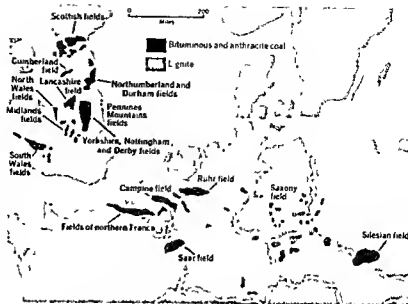 0
200
Miles
Scottish fields
Bituminous and anthracite coal
Lignite
Cumberland
field
Northumberland and
Durham fields
North
Wales
fields
Lancashire
field
Pennines
Mountains
fields
Midlands
fields
Yorkshire, Nottingham,
and Derby fields
South
Wales
fields
Ruhr field
Campine field
Saxony
field
Fields of northern France
Silesian field
Saar field